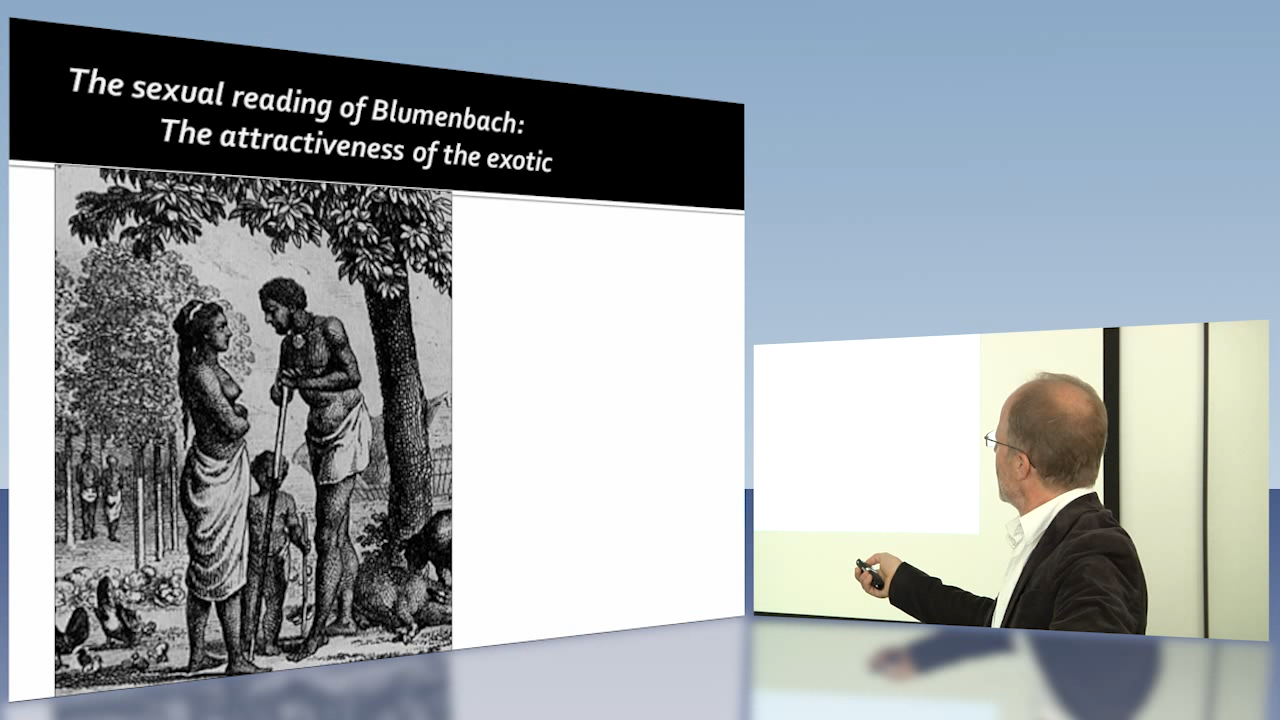 The sexual reading of Blumenbach:
The attractiveness of the exotic